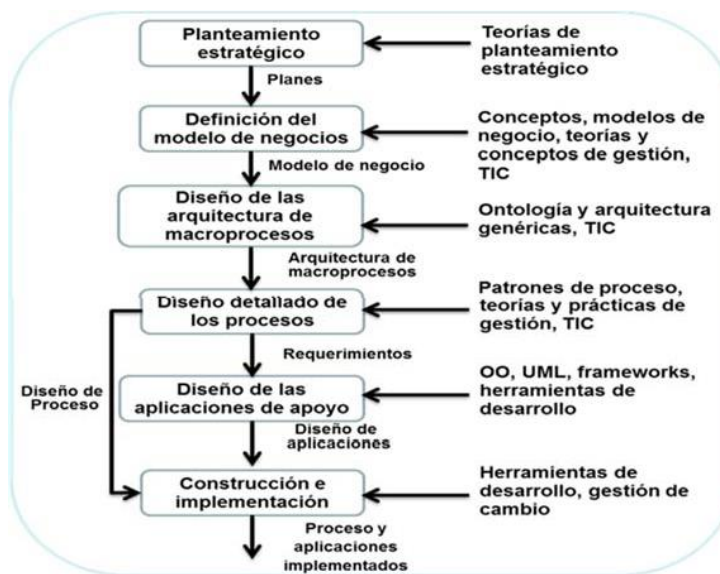 Planteamiento
estratégico
Teorías de
planteamiento
estratégico
Planes
Definición del
modelo de negocios
Conceptos, modelos de
negocio, teorías y
conceptos de gestión,
TIC
Modelo de negocio
Diseño de las
arquitectura de
macroprocesos
Ontología y arquitectura
genéricas, TIC
Arquitectura de
macroprocesos
Diseño detallado de
los procesos
Patrones de proceso,
teorías y prácticas de
gestión, TIC
Requerimientos
Diseño de
Proceso
Diseño de las
aplicaciones de apoyo
OO, UML, frameworks,
herramientas de
desarrollo
Diseño de
aplicaciones
Construcción e
implementación
Herramientas de
desarrollo, gestión de
cambio
Proceso y
aplicaciones
implementados